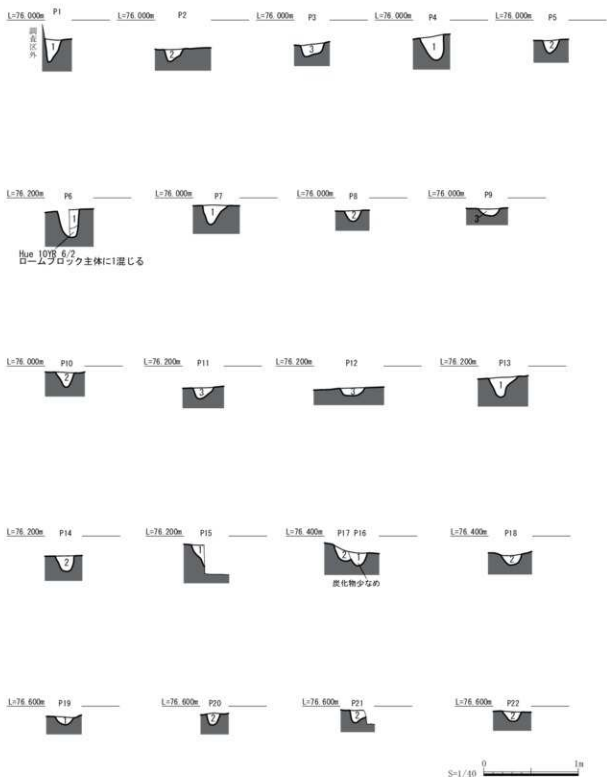 L=76.000m P1
L=76.000m P2
L=76.000m P3
L=76.000m P4
L=76.000m P5
調査区外
1
2
3
1
2
L=76.200m P6
L=76.000m P7
L=76.000m P8
L=76.000m P9
1
1
2
3
Hue 10YR 6/2
ロームブロック主体に1混じる
L=76.000m P10
L=76.200m P11
L=76.200m P12
L=76.200m P13
2
3
3
1
L=76.200m P14
L=76.200m P15
L=76.400m P17 P16
L=76.400m P18
2
1
2 1
2
炭化物少なめ
L=76.600m P19
L=76.600m P20
L=76.600m P21
L=76.600m P22
1
2
2
2
0 1m
S=1/40